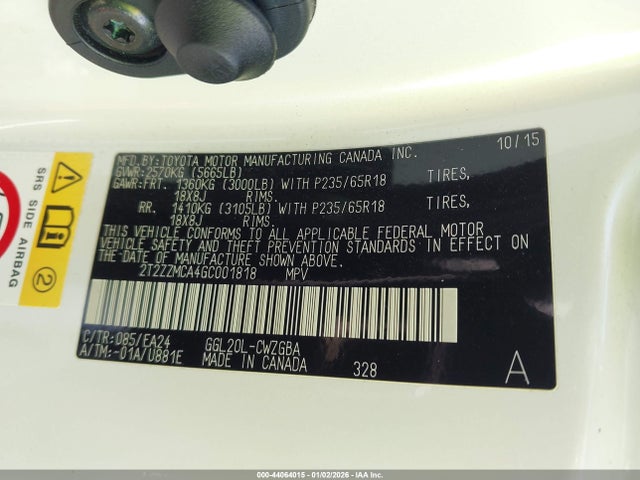 MFD.BY:TOYOTA MOTOR MANUFACTURING CANADA INC. 10/15
GVWR:2570KG (5665LB)
GAWR:FRT. 1360KG (3000LB) WITH P235/65R18 TIRES,
18X8J RIMS.
RR. 1410KG (3105LB) WITH P235/65R18 TIRES,
18X8J RIMS.
THIS VEHICLE CONFORMS TO ALL APPLICABLE FEDERAL MOTOR
VEHICLE SAFETY AND THEFT PREVENTION STANDARDS IN EFFECT ON
THE DATE OF MANUFACTURE SHOWN ABOVE.
2T2ZZMCA4GC001818 MPV
C/TR:085/EA24 GGL20L-CWZGBA
A/TM:-01A/U881E MADE IN CANADA 328 A
SRS SIDE AIRBAG
2
000-44064015 - 01/02/2026 - IAA